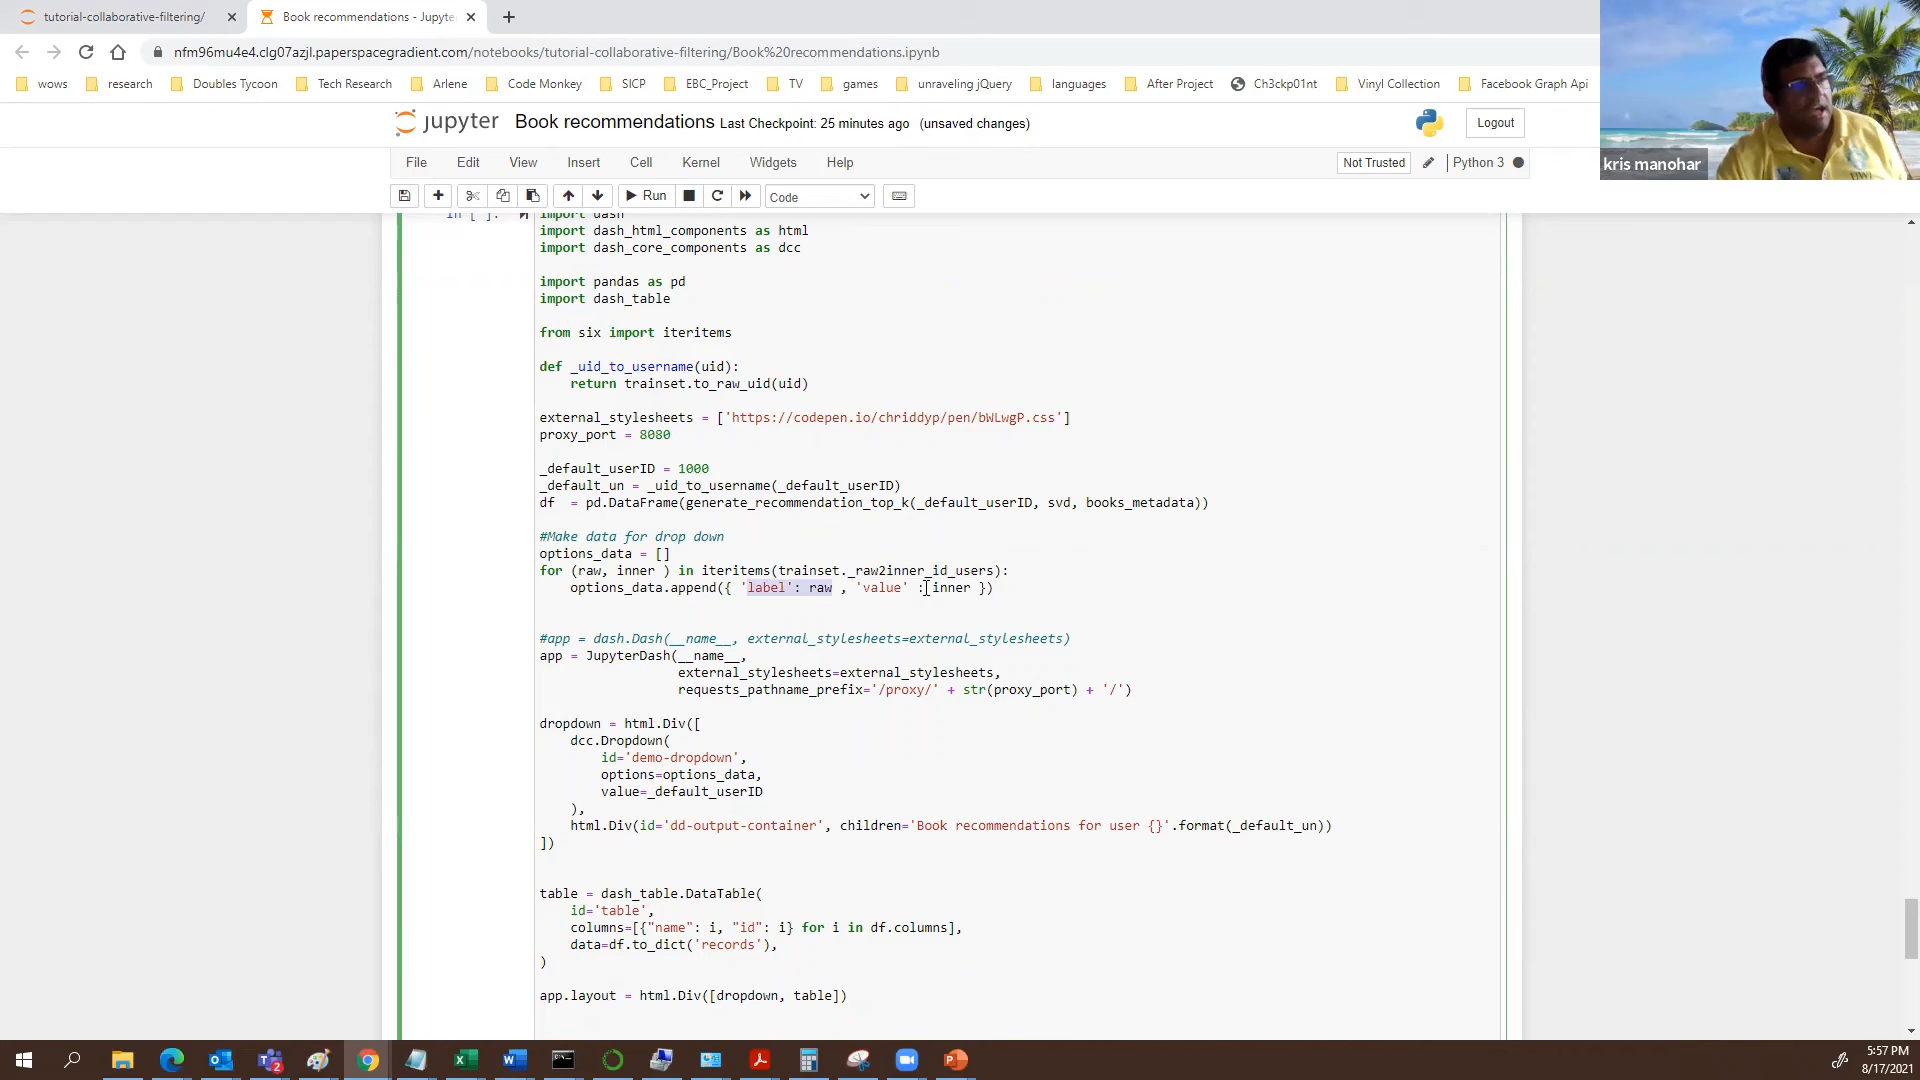 tutorial-collaborative-filtering/
Book recommendations - Jupyte
nfm96mu4e4.clg07azjl.paperspacegradient.com/notebooks/tutorial-collaborative-filtering/Book%20recommendations.ipynb
wows research Doubles Tycoon Tech Research Arlene Code Monkey SICP EBC_Project TV games unraveling jQuery languages After Project Ch3ckp01nt Vinyl Collection Facebook Graph Api
kris manohar
jupyter Book recommendations Last Checkpoint: 25 minutes ago (unsaved changes)
Logout
File Edit View Insert Cell Kernel Widgets Help
Not Trusted Python 3
Run Code
In [ ]: import dash
import dash_html_components as html
import dash_core_components as dcc
import pandas as pd
import dash_table
from six import iteritems
def _uid_to_username(uid):
return trainset.to_raw_uid(uid)
external_stylesheets = ['https://codepen.io/chriddyp/pen/bWLwgP.css']
proxy_port = 8080
_default_userID = 1000
_default_un = _uid_to_username(_default_userID)
df = pd.DataFrame(generate_recommendation_top_k(_default_userID, svd, books_metadata))
#Make data for drop down
options_data = []
for (raw, inner ) in iteritems(trainset._raw2inner_id_users):
options_data.append({ 'label': raw , 'value' : inner })
#app = dash.Dash(__name__, external_stylesheets=external_stylesheets)
app = JupyterDash(__name__,
external_stylesheets=external_stylesheets,
requests_pathname_prefix='/proxy/' + str(proxy_port) + '/')
dropdown = html.Div([
dcc.Dropdown(
id='demo-dropdown',
options=options_data,
value=_default_userID
),
html.Div(id='dd-output-container', children='Book recommendations for user {}'.format(_default_un))
])
table = dash_table.DataTable(
id='table',
columns=[{"name": i, "id": i} for i in df.columns],
data=df.to_dict('records'),
)
app.layout = html.Div([dropdown, table])
5:57 PM
8/17/2021